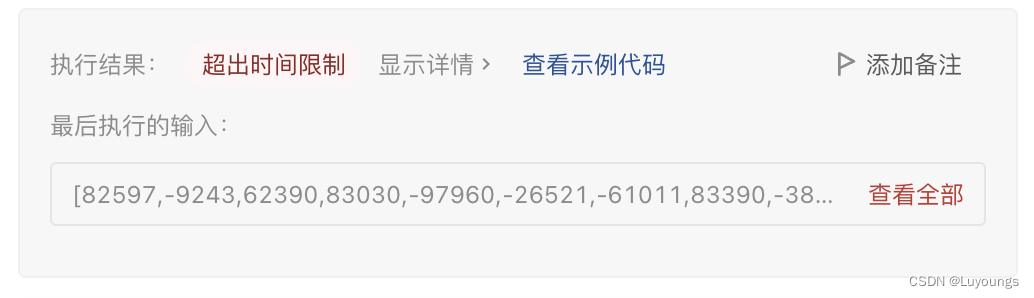 执行结果： 超出时间限制 显示详情 > 查看示例代码 添加备注
最后执行的输入：
[82597,-9243,62390,83030,-97960,-26521,-61011,83390,-38... 查看全部
CSDN @Luyoungs